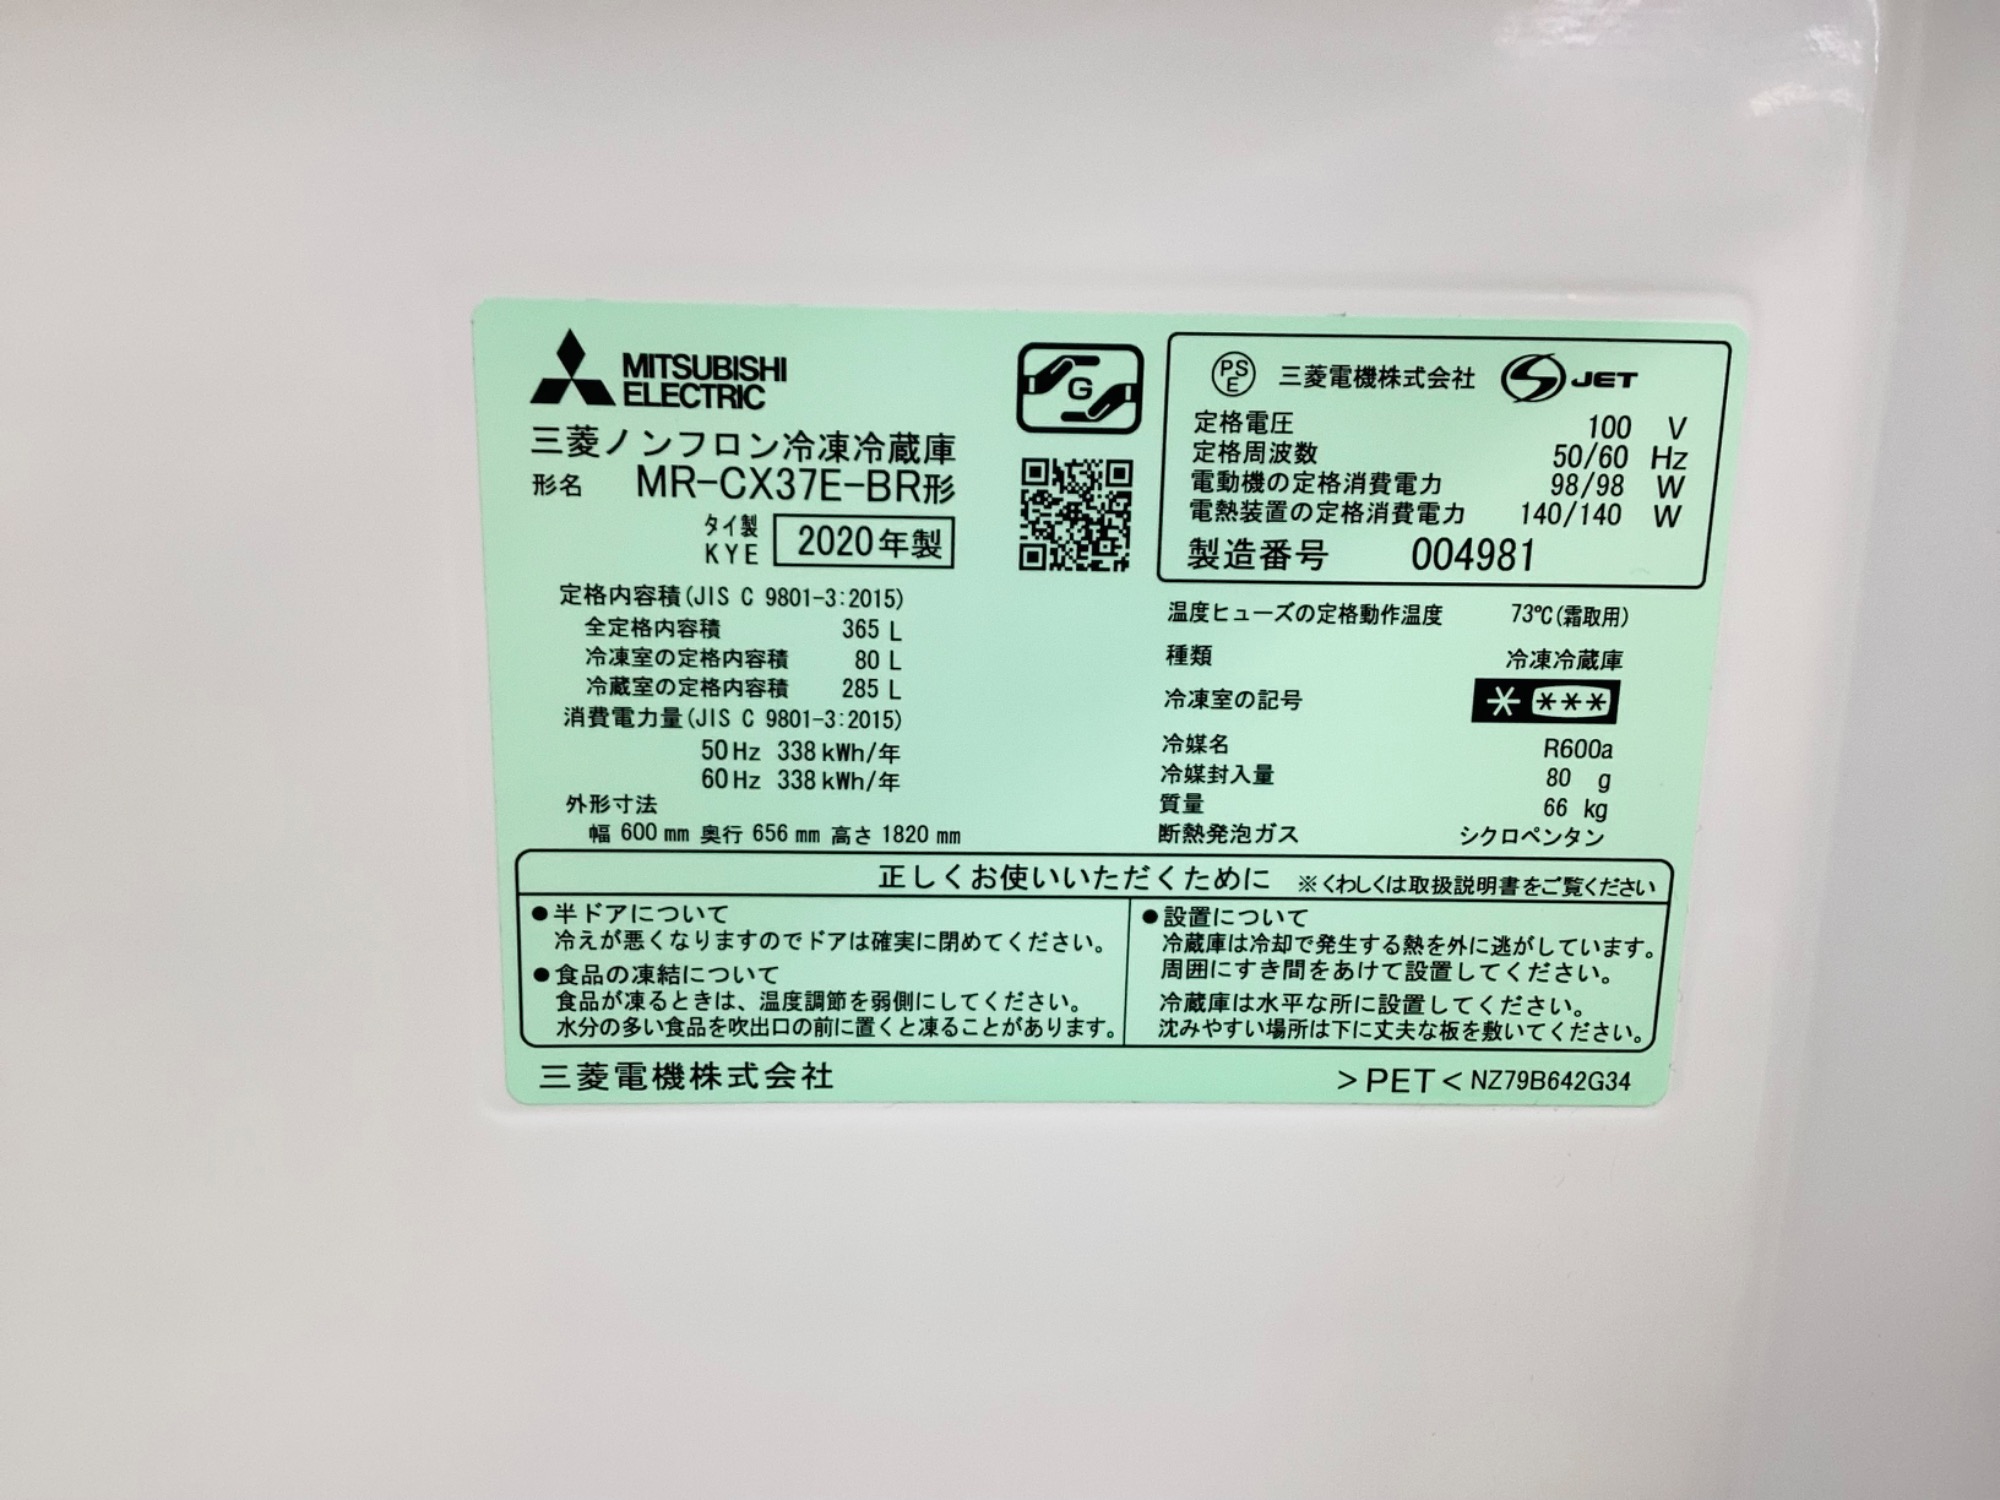 MITSUBISHI
ELECTRIC
三菱ノンフロン冷凍冷蔵庫
形名 MR-CX37E-BR形
タイ製
KYE 2020年製
定格内容積(JIS C 9801-3:2015)
全定格内容積 365 L
冷凍室の定格内容積 80 L
冷蔵室の定格内容積 285 L
消費電力量(JIS C 9801-3:2015)
50Hz 338kWh/年
60Hz 338kWh/年
外形寸法
幅 600mm 奥行 656mm 高さ 1820mm
G
PS
E 三菱電機株式会社 JET
定格電圧 100 V
定格周波数 50/60 Hz
電動機の定格消費電力 98/98 W
電熱装置の定格消費電力 140/140 W
製造番号 004981
温度ヒューズの定格動作温度 73℃(霜取用)
種類 冷凍冷蔵庫
冷凍室の記号 * ***
冷媒名 R600a
冷媒封入量 80 g
質量 66 kg
断熱発泡ガス シクロペンタン
正しくお使いいただくために ※くわしくは取扱説明書をご覧ください
●半ドアについて
冷えが悪くなりますのでドアは確実に閉めてください。
●食品の凍結について
食品が凍るときは、温度調節を弱側にしてください。
水分の多い食品を吹出口の前に置くと凍ることがあります。
●設置について
冷蔵庫は冷却で発生する熱を外に逃がしています。
周囲にすき間をあけて設置してください。
冷蔵庫は水平な所に設置してください。
沈みやすい場所は下に丈夫な板を敷いてください。
三菱電機株式会社
>PET< NZ79B642G34